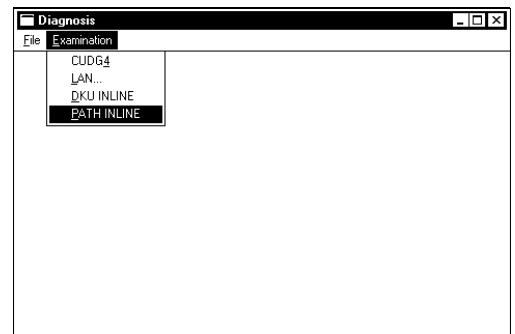 Diagnosis
File Examination
CUDG4
LAN...
DKU INLINE
PATH INLINE